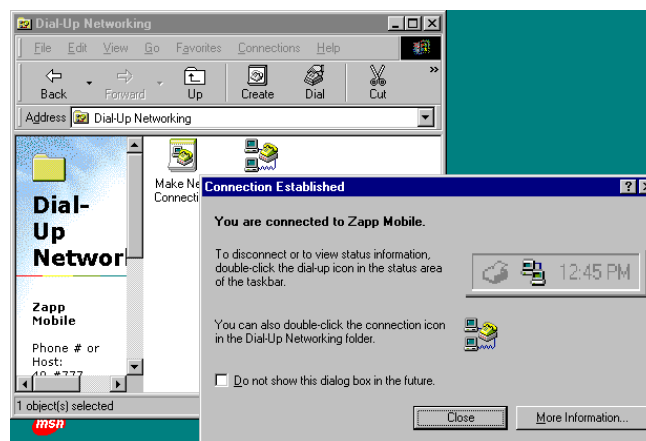 Dial-Up Networking
File Edit View Go Favorites Connections Help
Back Forward Up Create Dial Cut »
Address Dial-Up Networking
Make Ne
Connecti
Dial-
Up
Networ
Zapp
Mobile
Phone # or
Host:
1 object(s) selected
msn
Connection Established
You are connected to Zapp Mobile.
To disconnect or to view status information,
double-click the dial-up icon in the status area
of the taskbar.
12:45 PM
You can also double-click the connection icon
in the Dial-Up Networking folder.
Do not show this dialog box in the future.
Close More Information...